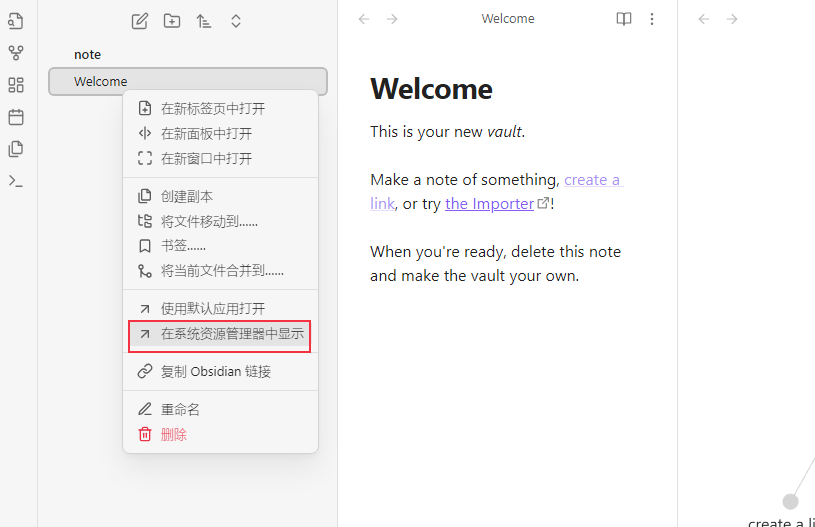 note
Welcome
在新标签页中打开
在新面板中打开
在新窗口中打开
创建副本
将文件移动到......
书签......
将当前文件合并到......
使用默认应用打开
在系统资源管理器中显示
复制 Obsidian 链接
重命名
删除
Welcome
Welcome
This is your new vault.
Make a note of something, create a
link, or try the Importer!
When you're ready, delete this note
and make the vault your own.
create a li